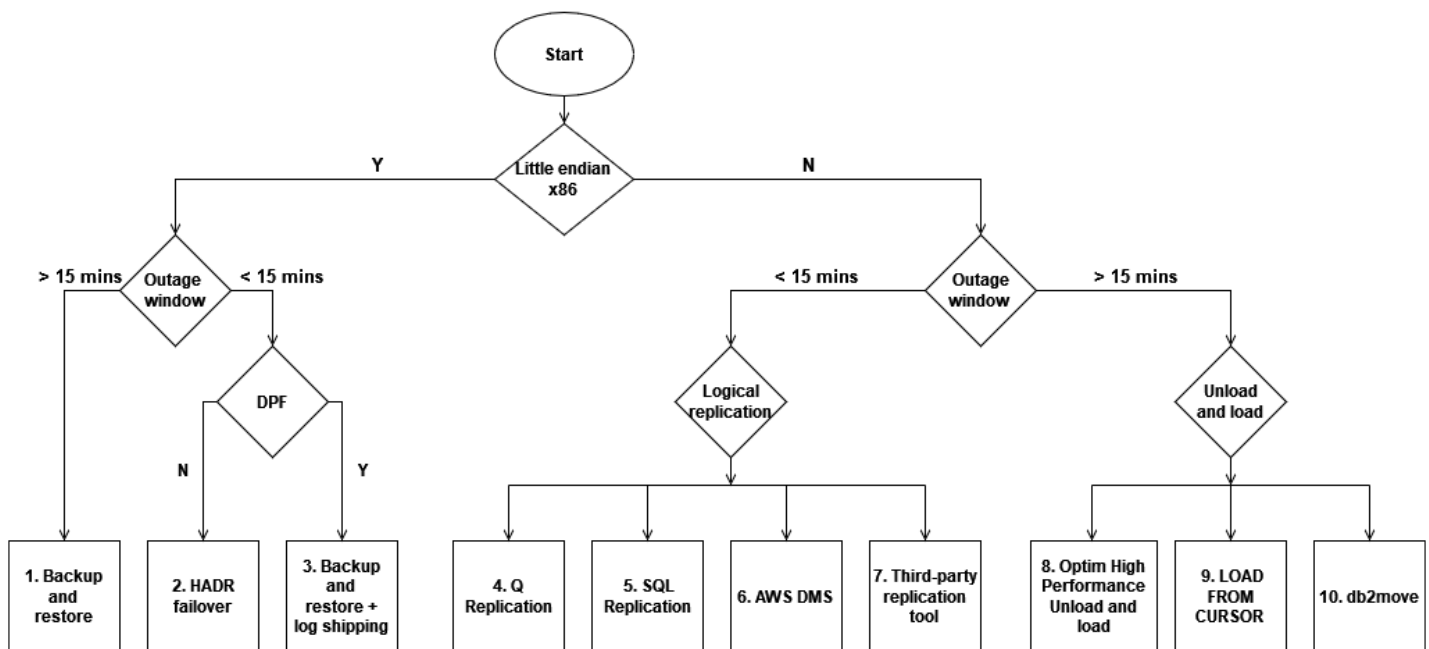 Start
Little endian
x86
Y
N
> 15 mins
Outage
window
< 15 mins
< 15 mins
Outage
window
> 15 mins
DPF
Logical
replication
Unload
and load
N
Y
1. Backup
and
restore
2. HADR
failover
3. Backup
and
restore +
log shipping
4. Q
Replication
5. SQL
Replication
6. AWS DMS
7. Third-party
replication
tool
8. Optim High
Performance
Unload and
load
9. LOAD
FROM
CURSOR
10. db2move